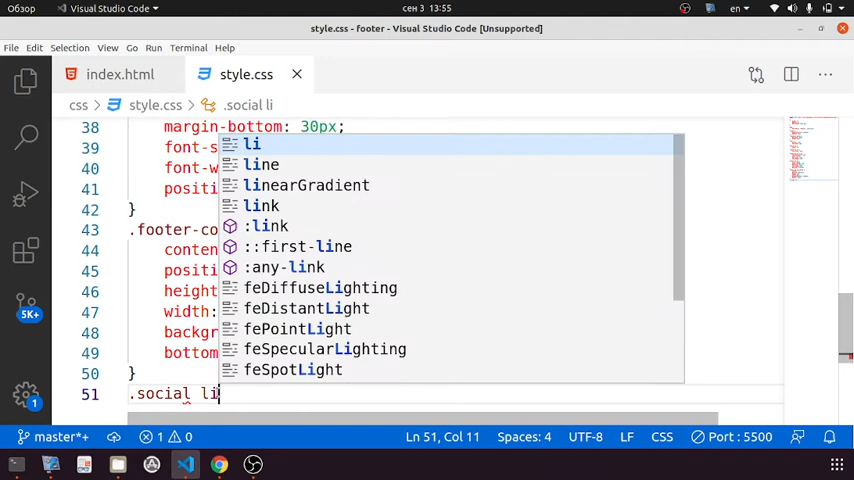 Обзор Visual Studio Code сен 3 13:55 en
style.css - footer - Visual Studio Code [Unsupported]
File Edit Selection View Go Run Terminal Help
index.html style.css
css style.css .social li
38 margin-bottom: 30px;
39 font-s
40 font-w
41 positi
42 }
43 .footer-co
44 conten
45 positi
46 height
47 width:
48 backgr
49 bottom
50 }
51 .social li
li
line
linearGradient
link
:link
::first-line
:any-link
feDiffuseLighting
feDistantLight
fePointLight
feSpecularLighting
feSpotLight
5K+
1
master*+ 1 0 Ln 51, Col 11 Spaces: 4 UTF-8 LF CSS Port : 5500